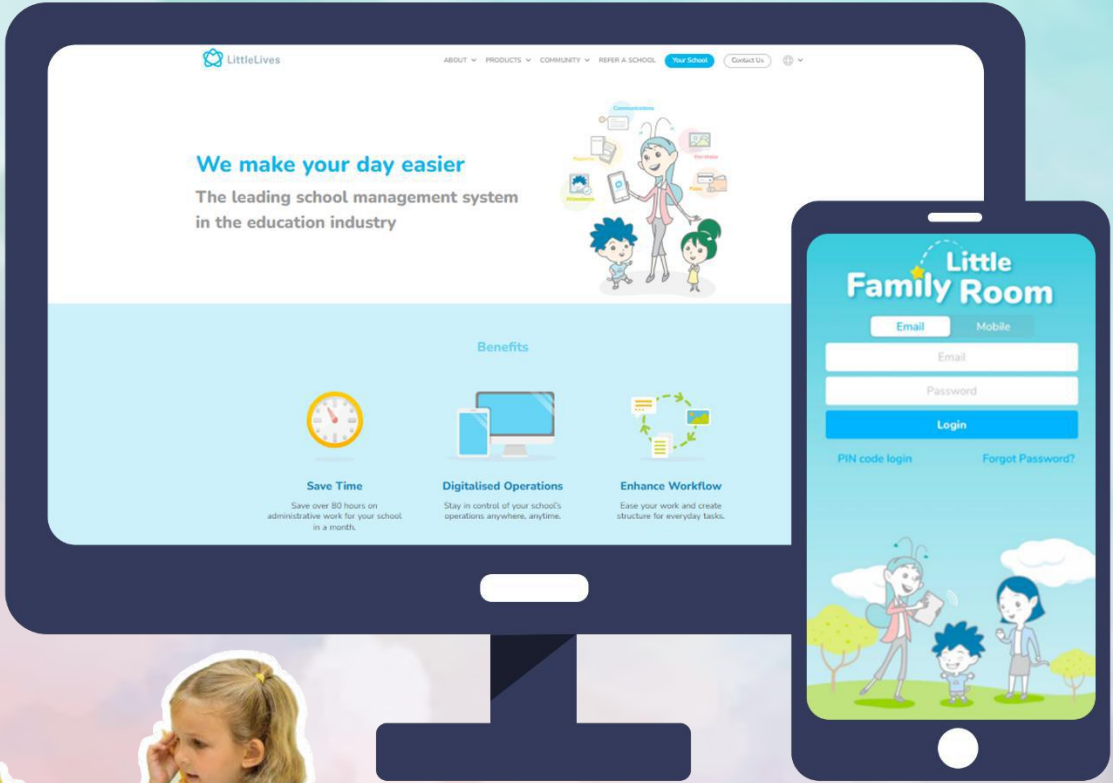 LittleLives
ABOUT PRODUCTS COMMUNITY REFER A SCHOOL Your School Contact Us
We make your day easier
The leading school management system
in the education industry
Communications
Portfolio
Fees
Attendance
Benefits
Save Time
Save over 80 hours on
administrative work for your school
in a month.
Digitalised Operations
Stay in control of your school's
operations anywhere, anytime.
Enhance Workflow
Ease your work and create
structure for everyday tasks.
Little
Family Room
Email Mobile
Email
Password
Login
PIN code login Forgot Password?